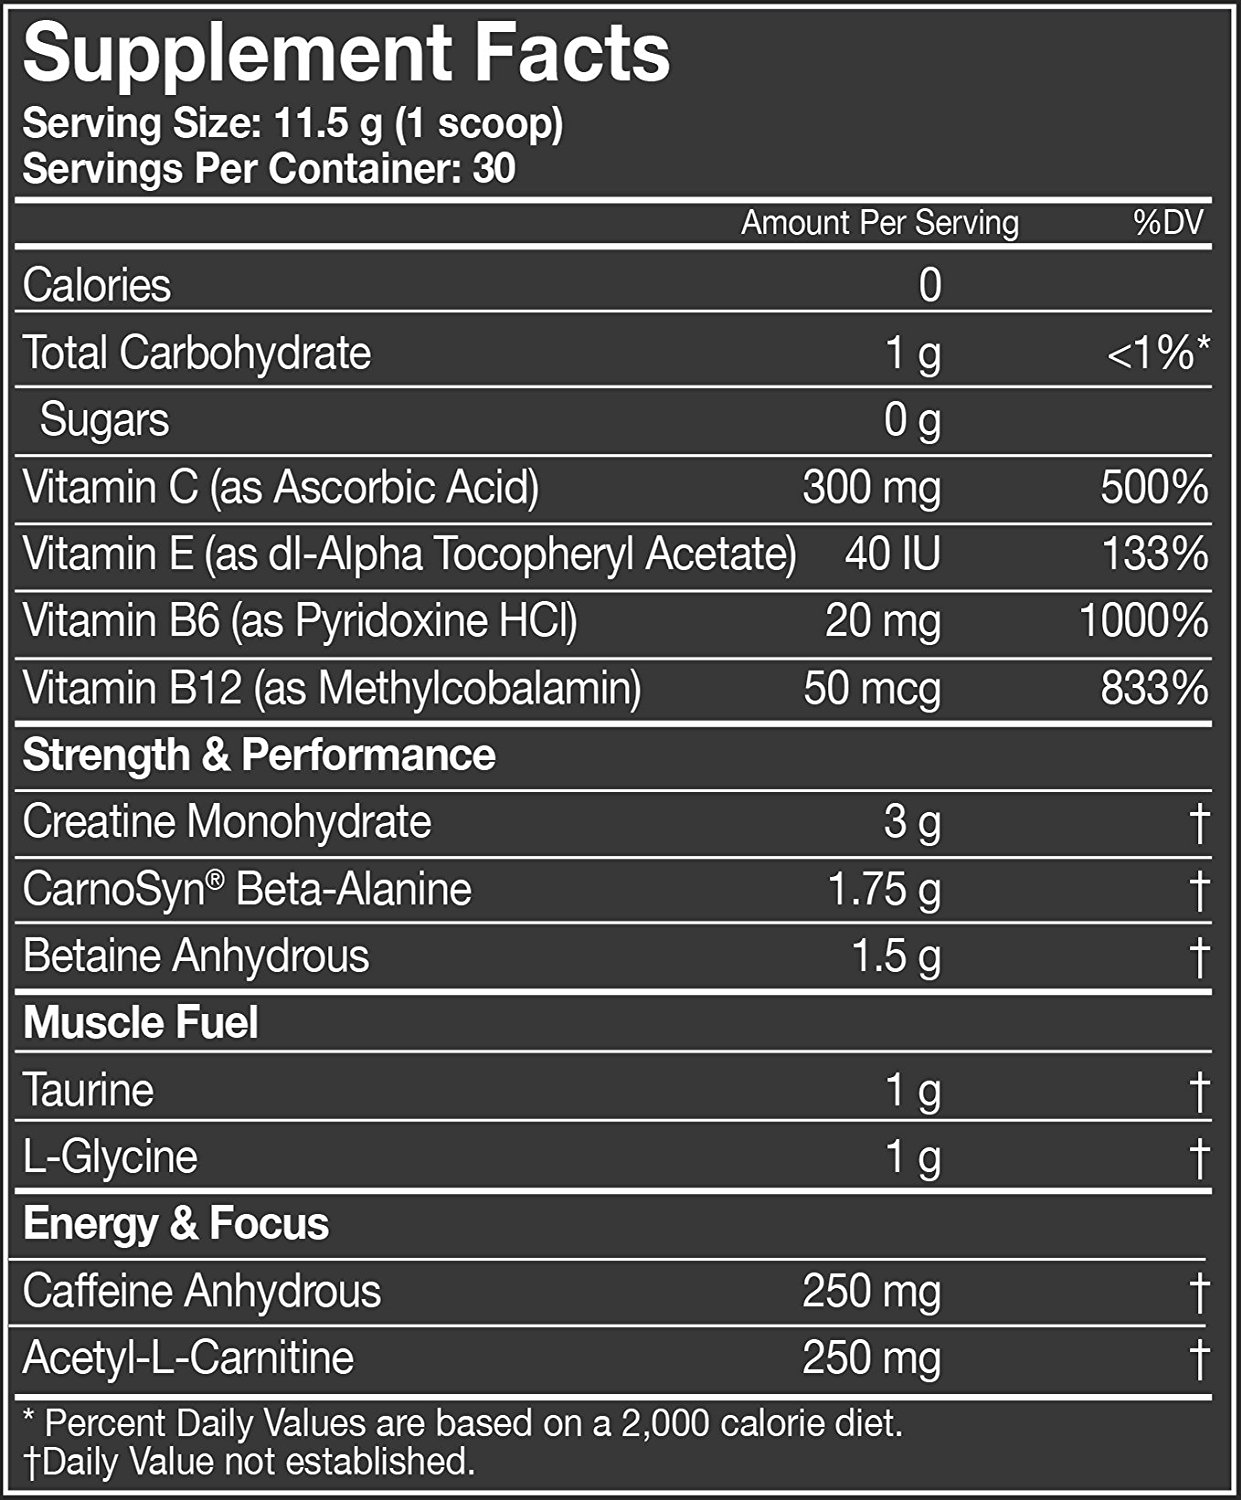 Supplement Facts
Serving Size: 11.5 g (1 scoop)
Servings Per Container: 30
Amount Per Serving %DV
Calories 0
Total Carbohydrate 1 g <1%*
Sugars 0 g
Vitamin C (as Ascorbic Acid) 300 mg 500%
Vitamin E (as dl-Alpha Tocopheryl Acetate) 40 IU 133%
Vitamin B6 (as Pyridoxine HCl) 20 mg 1000%
Vitamin B12 (as Methylcobalamin) 50 mcg 833%
Strength & Performance
Creatine Monohydrate 3 g †
CarnoSyn® Beta-Alanine 1.75 g †
Betaine Anhydrous 1.5 g †
Muscle Fuel
Taurine 1 g †
L-Glycine 1 g †
Energy & Focus
Caffeine Anhydrous 250 mg †
Acetyl-L-Carnitine 250 mg †
* Percent Daily Values are based on a 2,000 calorie diet.
†Daily Value not established.